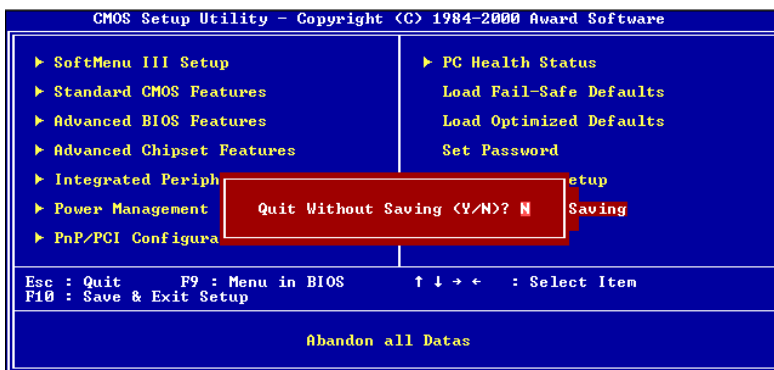 CMOS Setup Utility - Copyright (C) 1984-2000 Award Software
▶ SoftMenu III Setup
▶ Standard CMOS Features
▶ Advanced BIOS Features
▶ Advanced Chipset Features
▶ Integrated Periph
▶ Power Management
▶ PnP/PCI Configura
▶ PC Health Status
Load Fail-Safe Defaults
Load Optimized Defaults
Set Password
etup
Saving
Quit Without Saving (Y/N)? N
Esc : Quit F9 : Menu in BIOS ↑ ↓ → ← : Select Item
F10 : Save & Exit Setup
Abandon all Datas